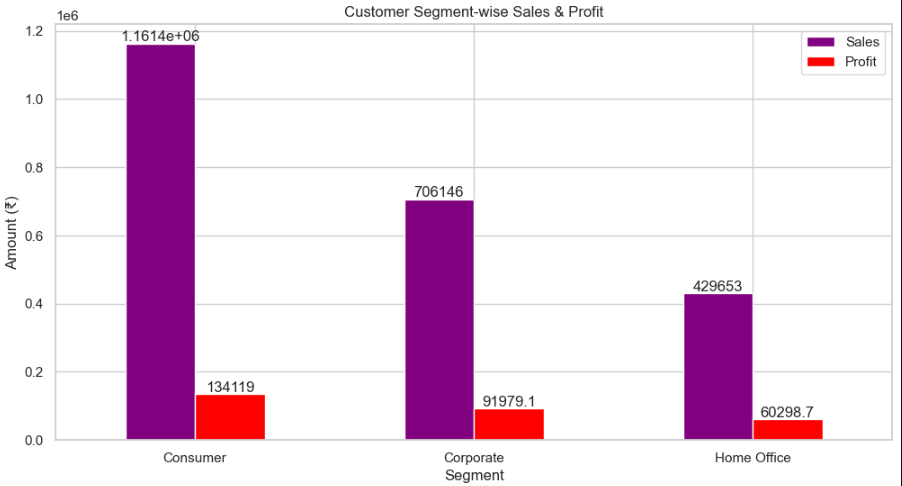 Customer Segment-wise Sales & Profit
1e6
1.2
1.0
0.8
0.6
0.4
0.2
0.0
Amount (₹)
1.1614e+06
134119
706146
91979.1
429653
60298.7
Sales
Profit
Consumer
Corporate
Home Office
Segment